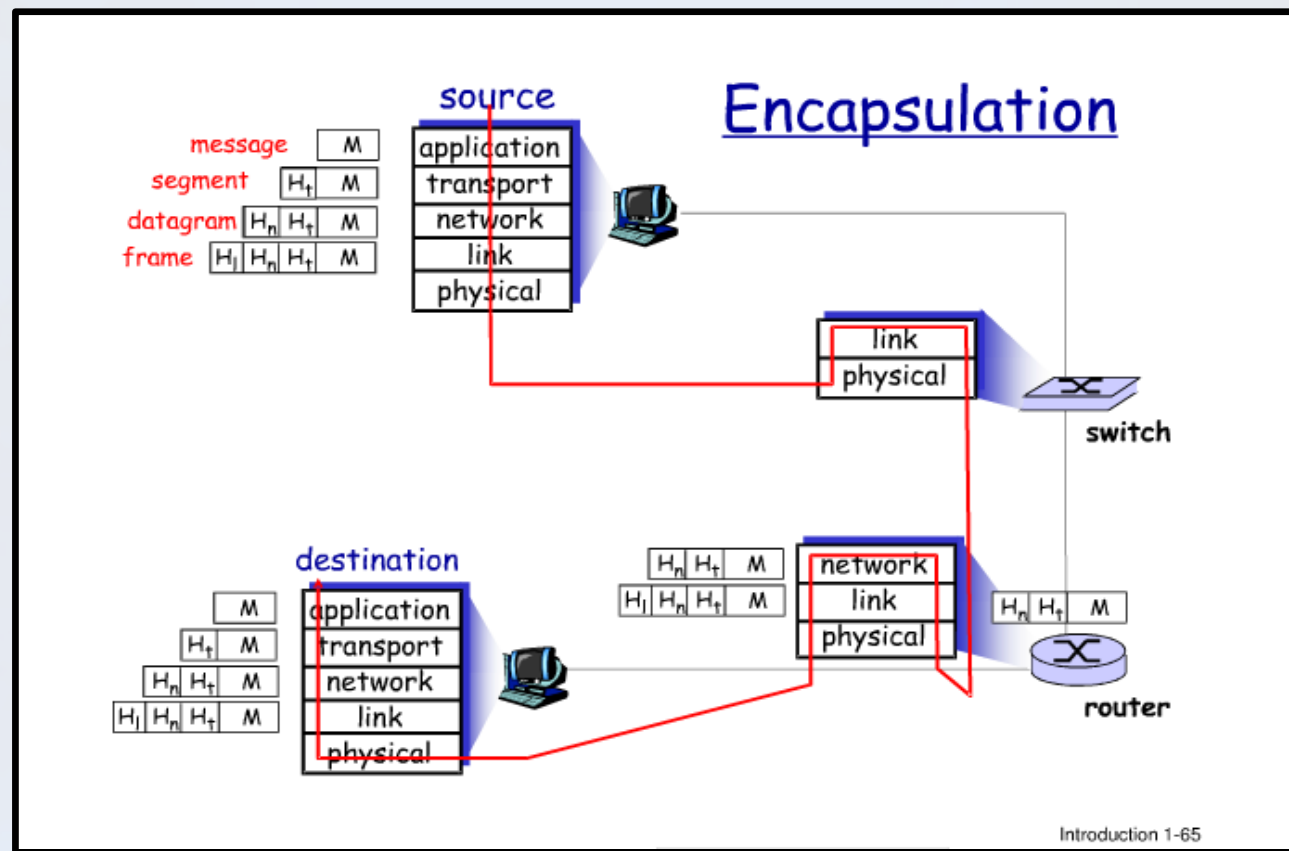 Encapsulation
source
message M
segment Ht M
datagram Hn Ht M
frame Hl Hn Ht M
application
transport
network
link
physical
link
physical
switch
destination
M
Ht M
Hn Ht M
Hl Hn Ht M
application
transport
network
link
physical
Hn Ht M
Hl Hn Ht M
network
link
physical
Hn Ht M
router
Introduction 1-65